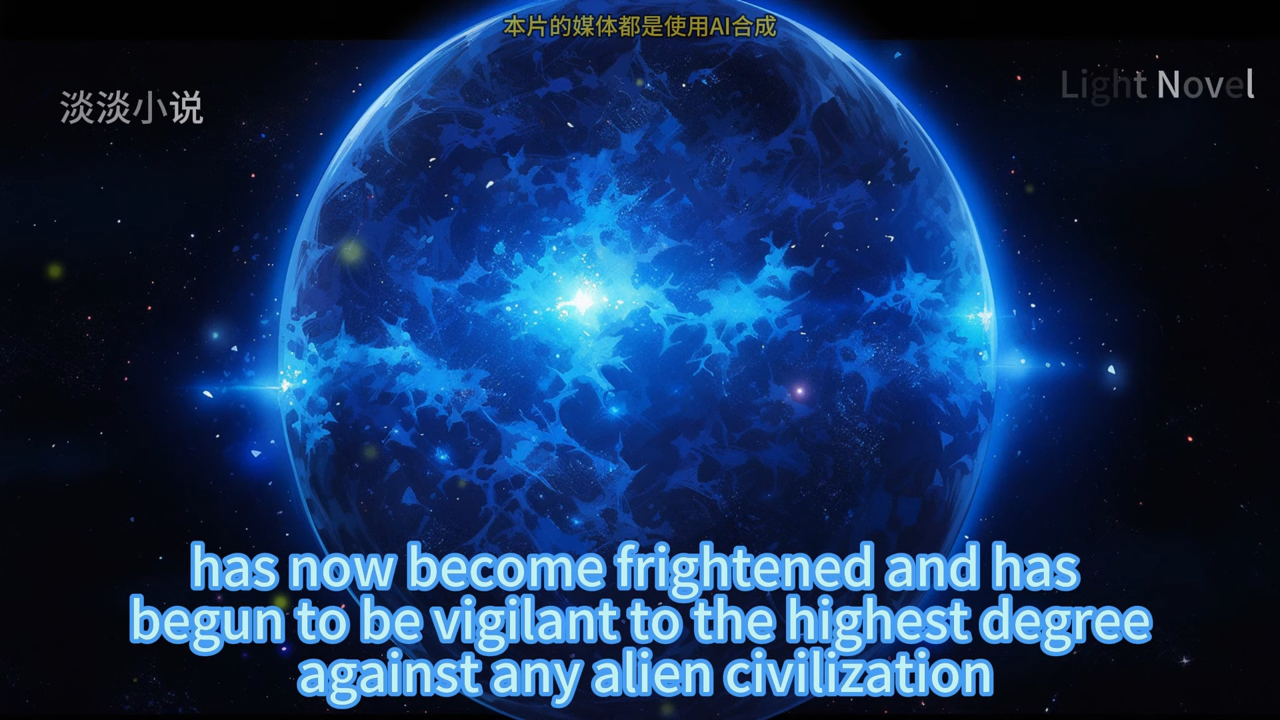 本片的媒体都是使用AI合成
淡淡小说
Light Novel
has now become frightened and has
begun to be vigilant to the highest degree
against any alien civilization